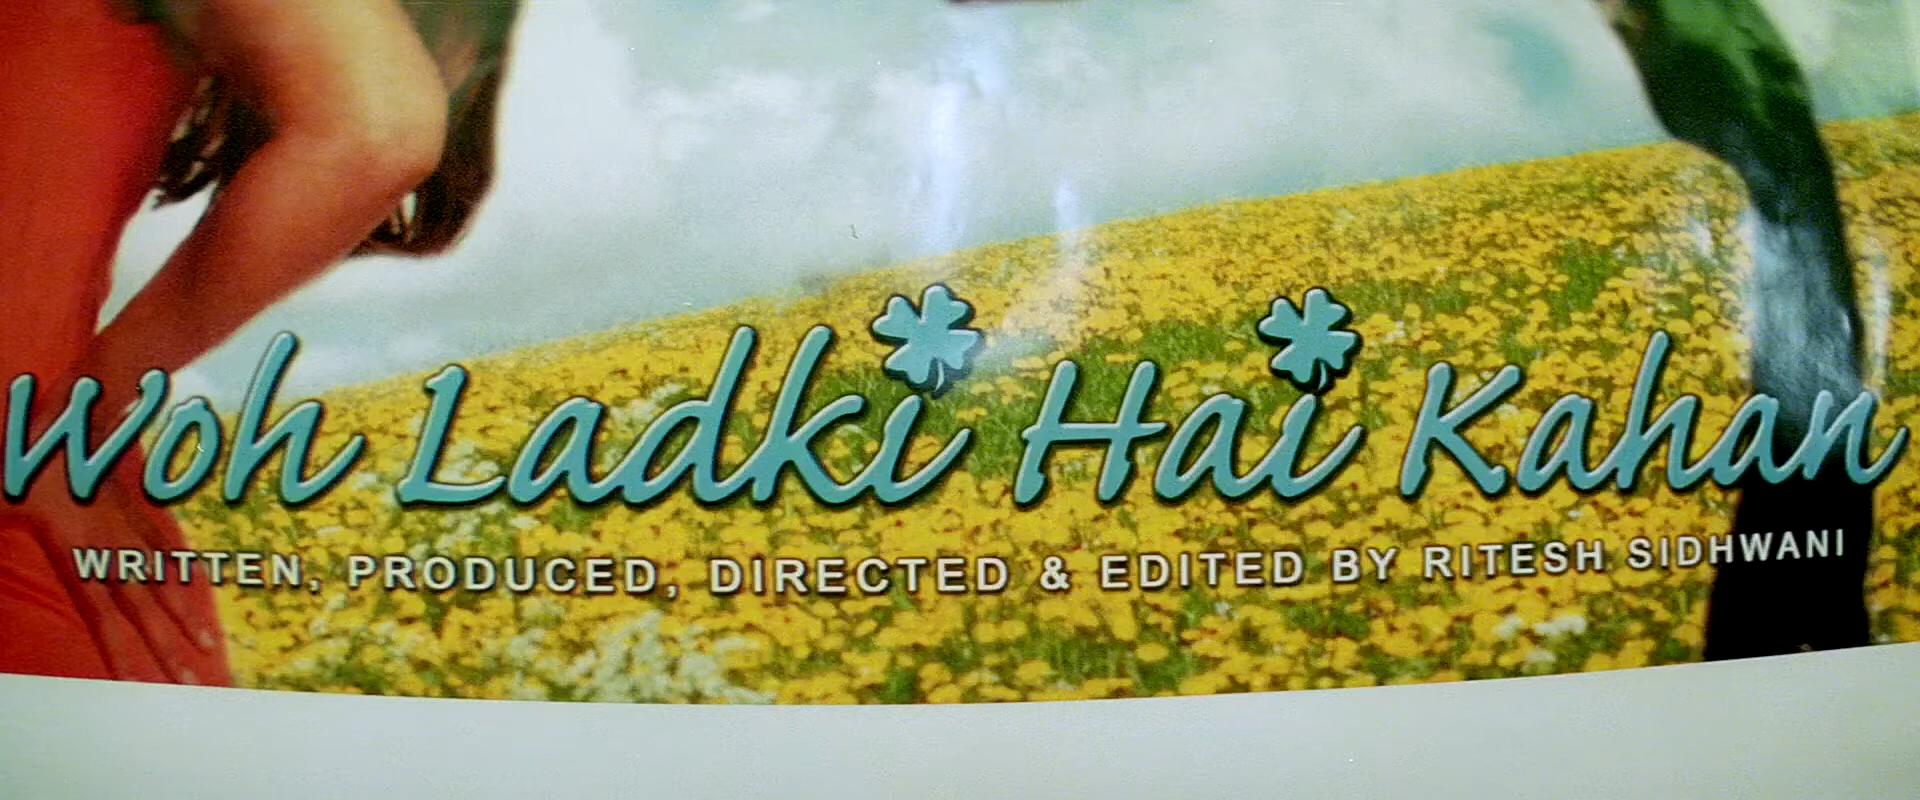 Woh Ladki Hai Kahan
WRITTEN, PRODUCED, DIRECTED & EDITED BY RITESH SIDHWANI